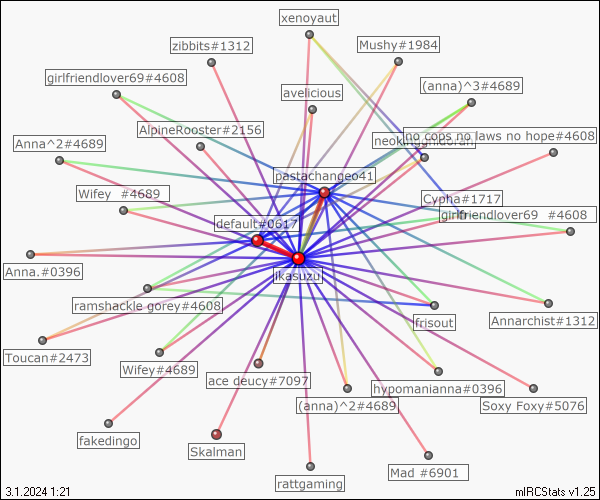 xenoyaut
zibbits#1312
Mushy#1984
girlfriendlover69#4608
avelicious
(anna)^3#4689
AlpineRooster#2156
Anna^2#4689
no cops no laws no hope#4608
pastachangeo41
Wifey   #4689
Cypha#1717
default#0617
girlfriendlover69   #4608
Anna.#0396
jkasuzu
ramshackle gorey#4608
frisout
Annarchist#1312
Toucan#2473
Wifey#4689
ace deucy#7097
hypomanianna#0396
(anna)^2#4689
Soxy Foxy#5076
fakedingo
Skalman
Mad #6901
rattgaming
3.1.2024 1:21
mIRCStats v1.25